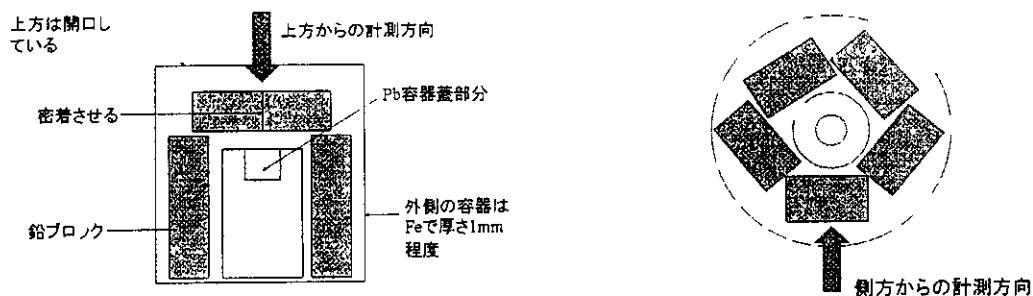 上方は開口し
ている
上方からの計測方向
Pb容器蓋部分
密着させる
鉛ブロック
外側の容器は
Feで厚さ1mm
程度
側方からの計測方向